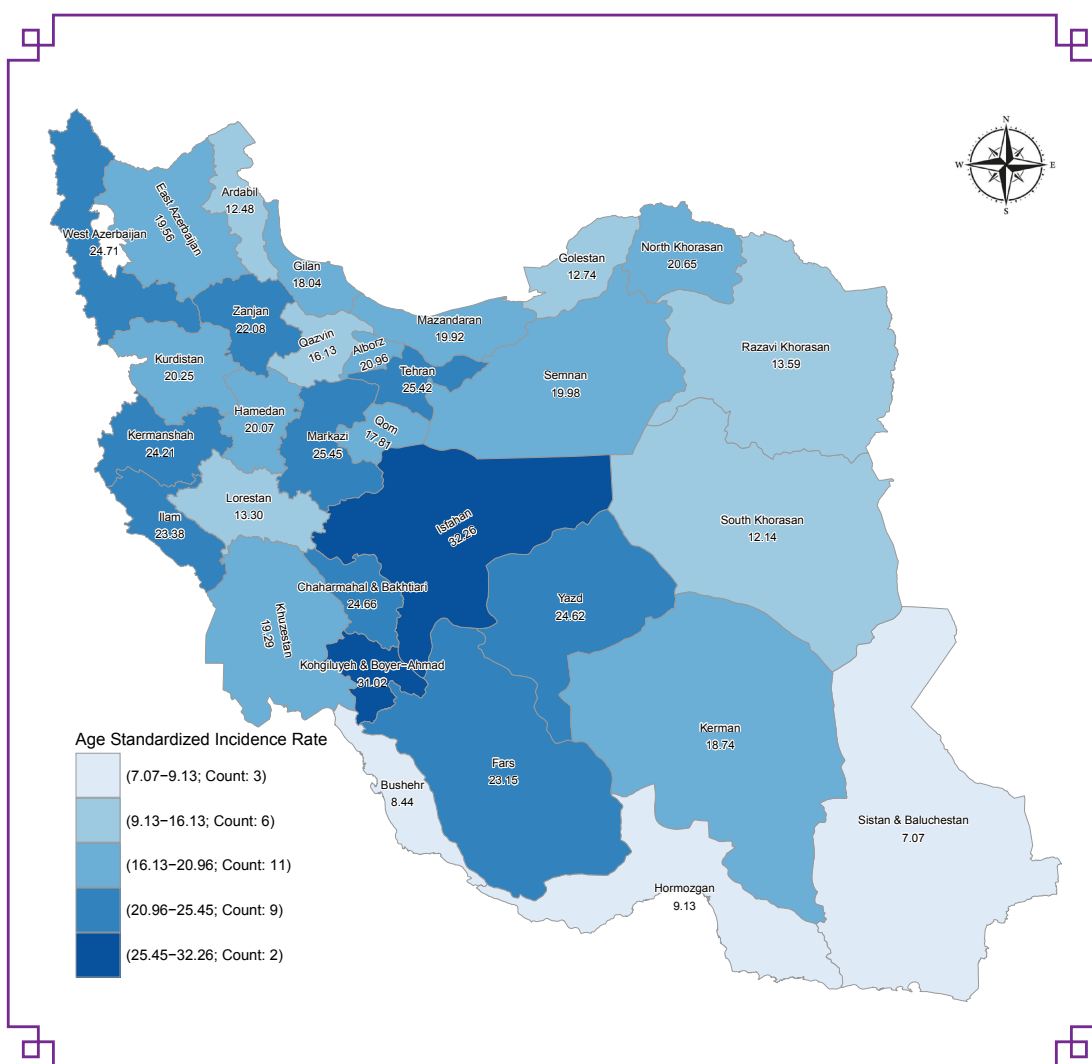 N
W
E
S
Ardabil
12.48
East Azerbaijan
19.56
West Azerbaijan
24.71
Gilan
18.04
Golestan
12.74
North Khorasan
20.65
Zanjan
22.08
Mazandaran
19.92
Qazvin
16.13
Alborz
20.96
Razavi Khorasan
13.59
Kurdistan
20.25
Tehran
25.42
Semnan
19.98
Hamedan
20.07
Qom
17.81
Kermanshah
24.21
Markazi
25.45
Lorestan
13.30
Ilam
23.38
Isfahan
32.26
South Khorasan
12.14
Chaharmahal & Bakhtiari
24.66
Yazd
24.62
Khuzestan
19.29
Kohgiluyeh & Boyer−Ahmad
31.02
Kerman
18.74
Fars
23.15
Bushehr
8.44
Sistan & Baluchestan
7.07
Hormozgan
9.13
Age Standardized Incidence Rate
(7.07−9.13; Count: 3)
(9.13−16.13; Count: 6)
(16.13−20.96; Count: 11)
(20.96−25.45; Count: 9)
(25.45−32.26; Count: 2)